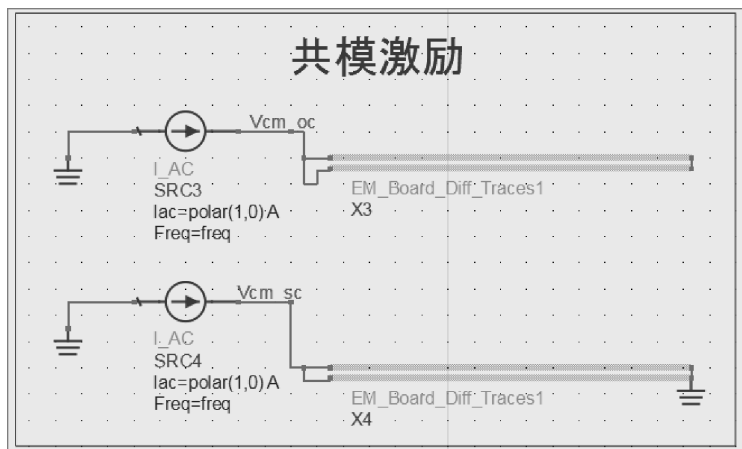 共模激励
Vcm_oc
I_AC
SRC3
Iac=polar(1,0) A
Freq=freq
EM_Board_Diff_Traces1
X3
Vcm_sc
I_AC
SRC4
Iac=polar(1,0) A
Freq=freq
EM_Board_Diff_Traces1
X4